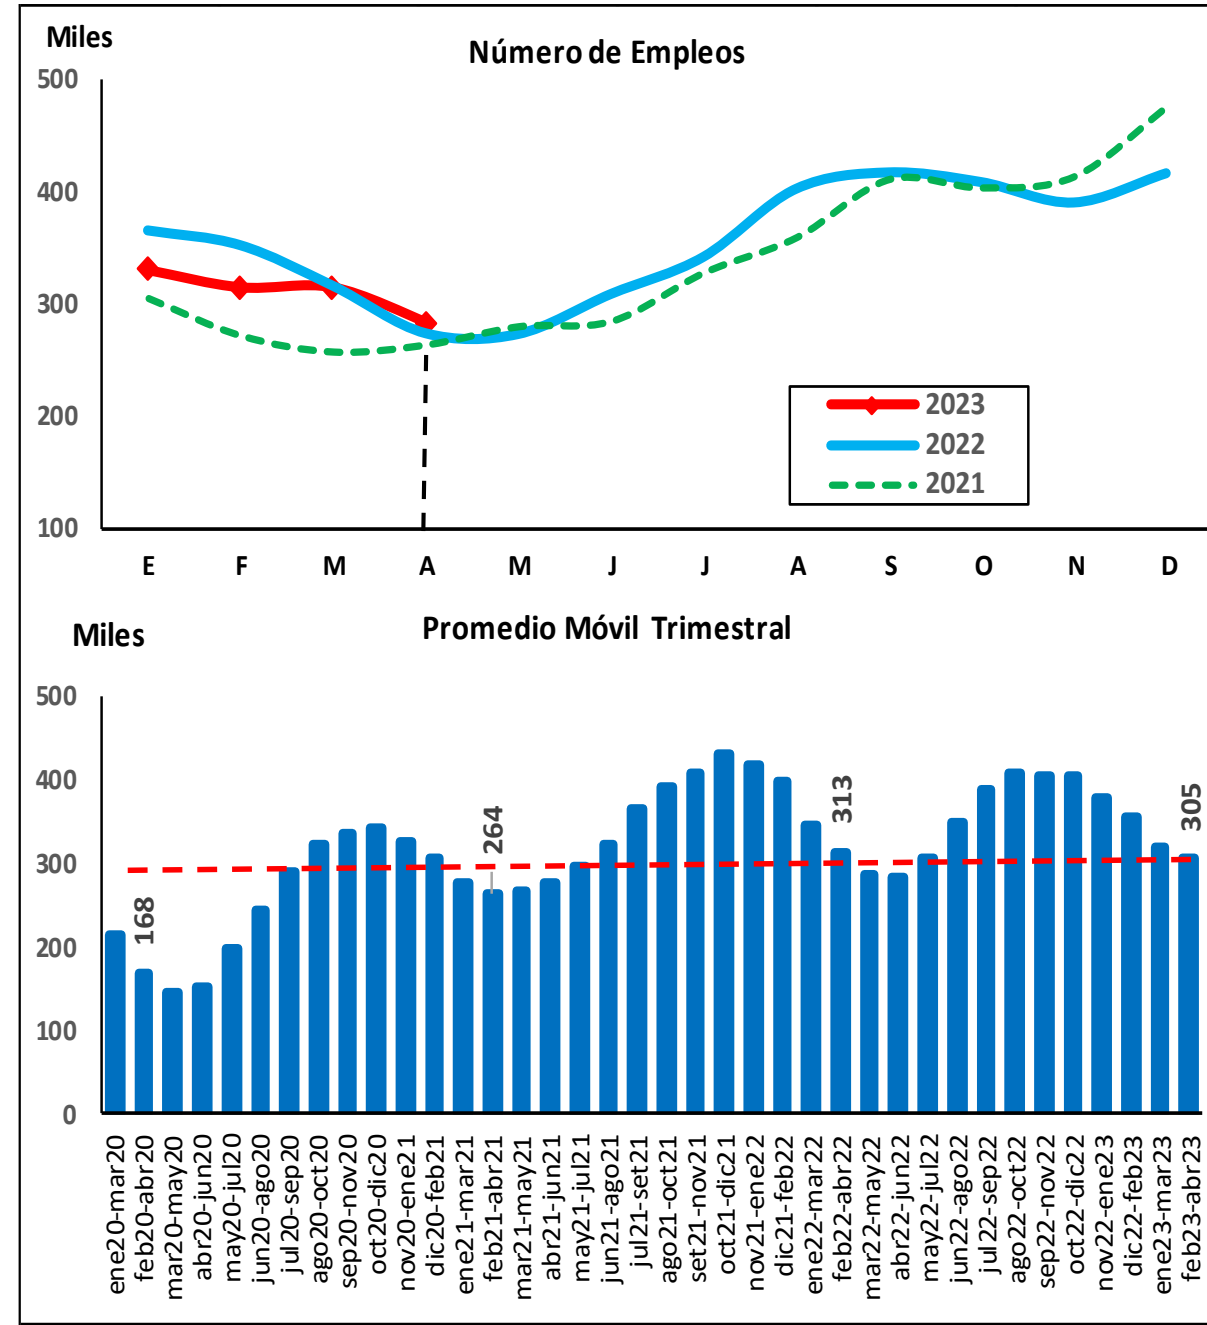 Miles
Número de Empleos
500
400
300
200
100
2023
2022
2021
E F M A M J J A S O N D
Promedio Móvil Trimestral
Miles
500
400
300
200
100
0
168
264
313
305
ene20-mar20
feb20-abr20
mar20-may20
abr20-jun20
may20-jul20
jun20-ago20
jul20-sep20
ago20-oct20
sep20-nov20
oct20-dic20
nov20-ene21
dic20-feb21
ene21-mar21
feb21-abr21
mar21-may21
abr21-jun21
may21-jul21
jun21-ago21
jul21-set21
ago21-oct21
set21-nov21
oct21-dic21
nov21-ene22
dic21-feb22
ene22-mar22
feb22-abr22
mar22-may22
abr22-jun22
may22-jul22
jun22-ago22
jul22-sep22
ago22-oct22
sep22-nov22
oct22-dic22
nov22-ene23
dic22-feb23
ene23-mar23
feb23-abr23